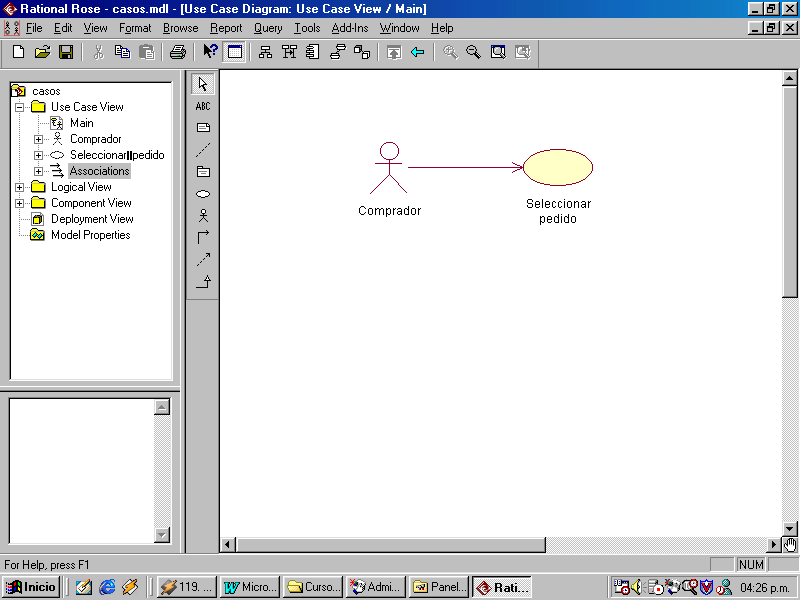 Rational Rose - casos.mdl - [Use Case Diagram: Use Case View / Main]
File Edit View Format Browse Report Query Tools Add-Ins Window Help
casos
Use Case View
Main
Comprador
Seleccionar||pedido
Associations
Logical View
Component View
Deployment View
Model Properties
ABC
Comprador
Seleccionar
pedido
For Help, press F1
NUM
Inicio
119. ...
Micro...
Curso...
Admi...
Panel...
Rati...
04:26 p.m.